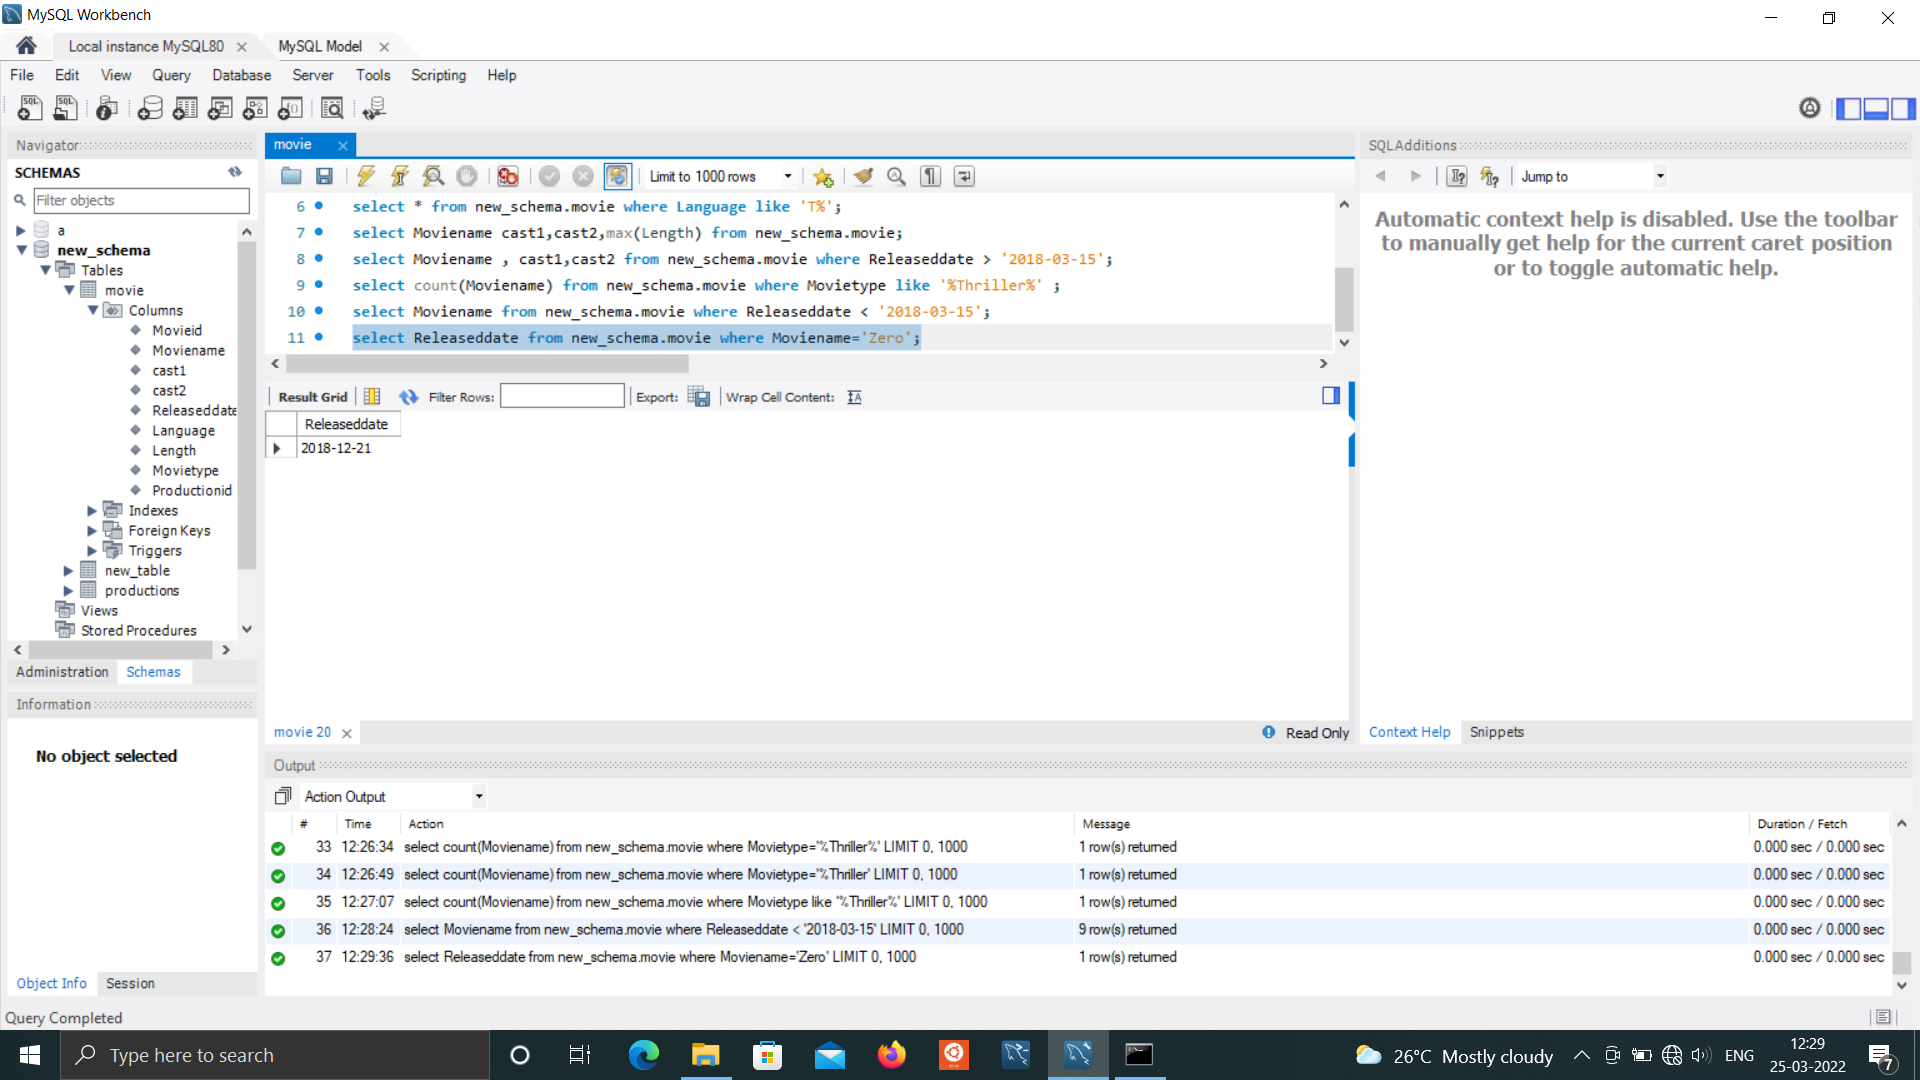 MySQL Workbench
Local instance MySQL80
MySQL Model
File Edit View Query Database Server Tools Scripting Help
Navigator
SCHEMAS
Filter objects
a
new_schema
Tables
movie
Columns
Movieid
Moviename
cast1
cast2
Releaseddate
Language
Length
Movietype
Productionid
Indexes
Foreign Keys
Triggers
new_table
productions
Views
Stored Procedures
Administration Schemas
Information
No object selected
Object Info Session
Query Completed
movie
Limit to 1000 rows
6 select * from new_schema.movie where Language like 'T%';
7 select Moviename cast1,cast2,max(Length) from new_schema.movie;
8 select Moviename , cast1,cast2 from new_schema.movie where Releaseddate > '2018-03-15';
9 select count(Moviename) from new_schema.movie where Movietype like '%Thriller%' ;
10 select Moviename from new_schema.movie where Releaseddate < '2018-03-15';
11 select Releaseddate from new_schema.movie where Moviename='Zero';
Result Grid Filter Rows: Export: Wrap Cell Content:
Releaseddate
2018-12-21
movie 20
Read Only
SQLAdditions
Jump to
Automatic context help is disabled. Use the toolbar
to manually get help for the current caret position
or to toggle automatic help.
Context Help Snippets
Output
Action Output
# Time Action Message Duration / Fetch
33 12:26:34 select count(Moviename) from new_schema.movie where Movietype='%Thriller%' LIMIT 0, 1000 1 row(s) returned 0.000 sec / 0.000 sec
34 12:26:49 select count(Moviename) from new_schema.movie where Movietype='%Thriller' LIMIT 0, 1000 1 row(s) returned 0.000 sec / 0.000 sec
35 12:27:07 select count(Moviename) from new_schema.movie where Movietype like '%Thriller%' LIMIT 0, 1000 1 row(s) returned 0.000 sec / 0.000 sec
36 12:28:24 select Moviename from new_schema.movie where Releaseddate < '2018-03-15' LIMIT 0, 1000 9 row(s) returned 0.000 sec / 0.000 sec
37 12:29:36 select Releaseddate from new_schema.movie where Moviename='Zero' LIMIT 0, 1000 1 row(s) returned 0.000 sec / 0.000 sec
Type here to search
26°C Mostly cloudy
ENG
12:29
25-03-2022
7